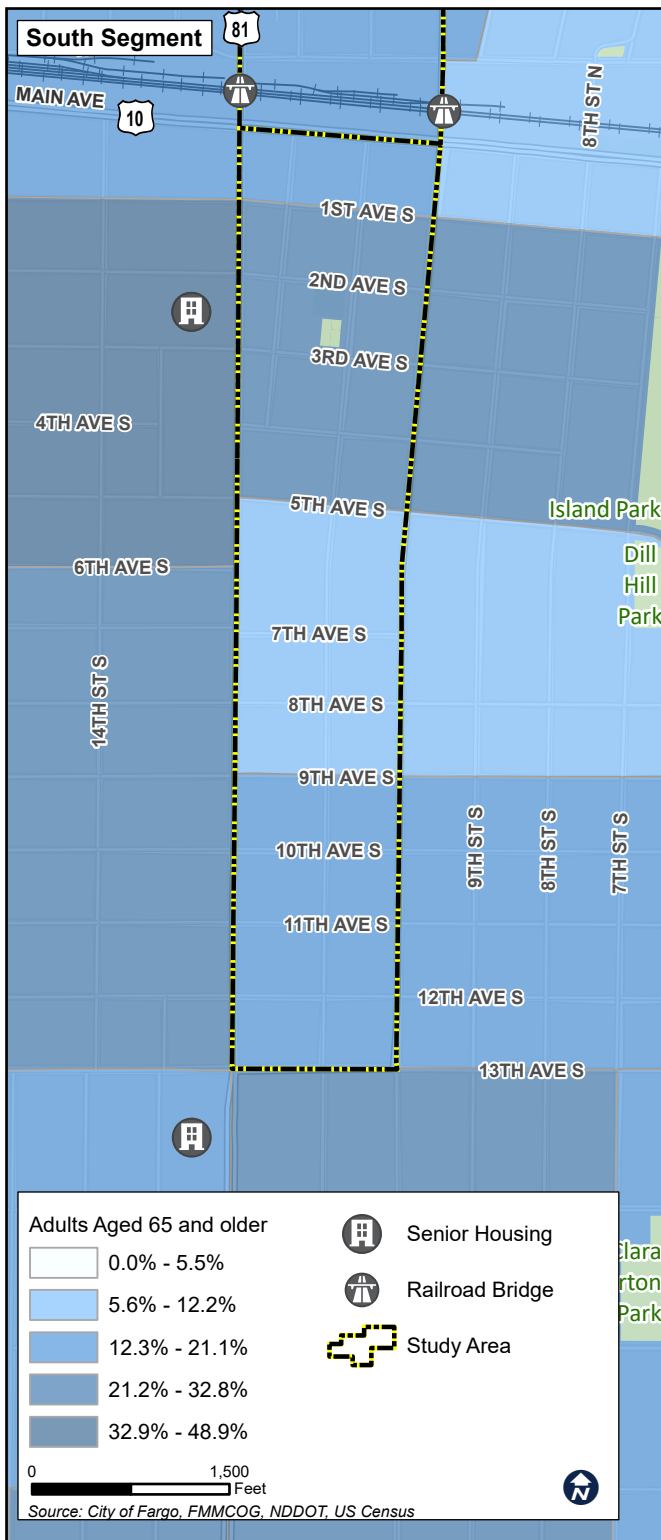 South Segment
81
MAIN AVE
10
8TH ST N
1ST AVE S
2ND AVE S
3RD AVE S
4TH AVE S
5TH AVE S
Island Park
6TH AVE S
Dill
Hill
Park
7TH AVE S
14TH ST S
8TH AVE S
9TH AVE S
10TH AVE S
9TH ST S
8TH ST S
7TH ST S
11TH AVE S
12TH AVE S
13TH AVE S
Adults Aged 65 and older
0.0% - 5.5%
5.6% - 12.2%
12.3% - 21.1%
21.2% - 32.8%
32.9% - 48.9%
Senior Housing
Railroad Bridge
Study Area
Clara
rton
Park
0 1,500
Feet
N
Source: City of Fargo, FMMCOG, NDDOT, US Census